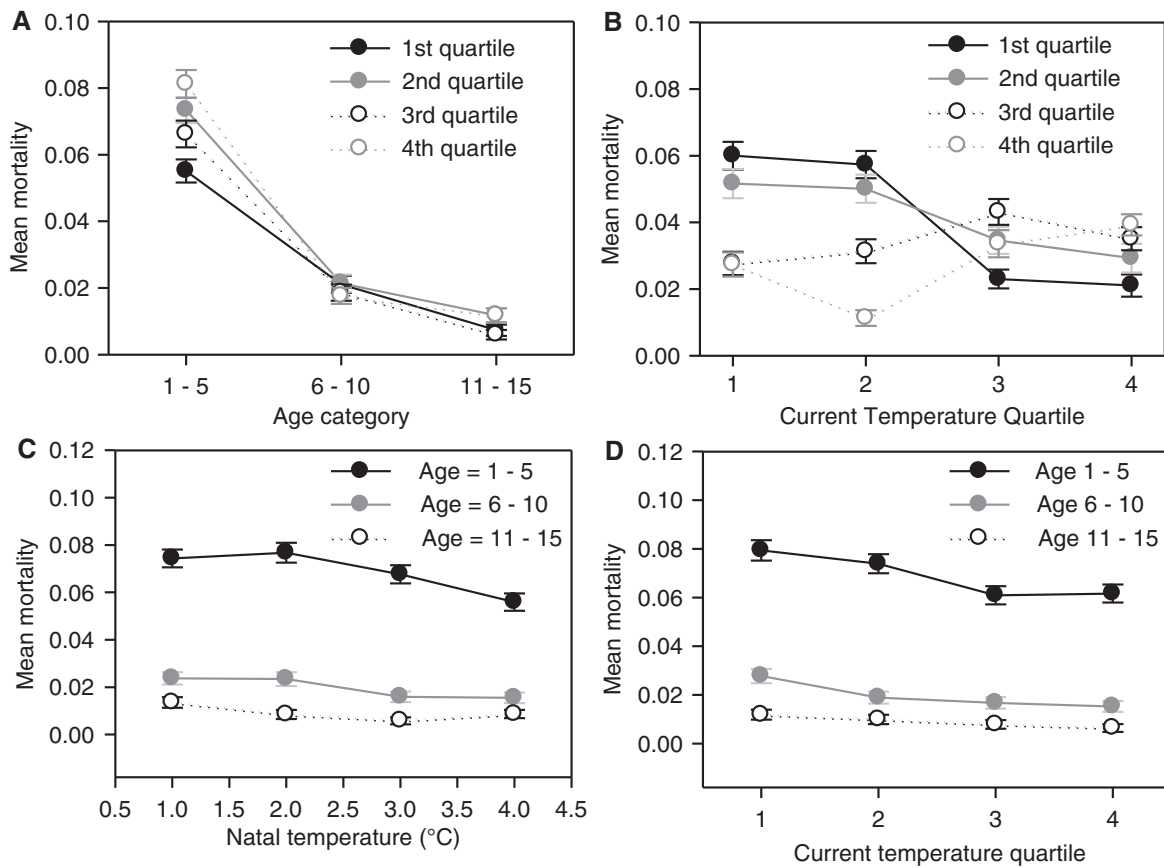 A
0.10
0.08
0.06
0.04
0.02
0.00
Mean mortality
1st quartile
2nd quartile
3rd quartile
4th quartile
1 - 5
6 - 10
11 - 15
Age category
B
0.10
0.08
0.06
0.04
0.02
0.00
Mean mortality
1st quartile
2nd quartile
3rd quartile
4th quartile
1
2
3
4
Current Temperature Quartile
C
0.12
0.10
0.08
0.06
0.04
0.02
0.00
Mean mortality
Age = 1 - 5
Age = 6 - 10
Age = 11 - 15
0.5
1.0
1.5
2.0
2.5
3.0
3.5
4.0
4.5
Natal temperature (°C)
D
0.12
0.10
0.08
0.06
0.04
0.02
0.00
Mean mortality
Age 1 - 5
Age 6 - 10
Age 11 - 15
1
2
3
4
Current temperature quartile